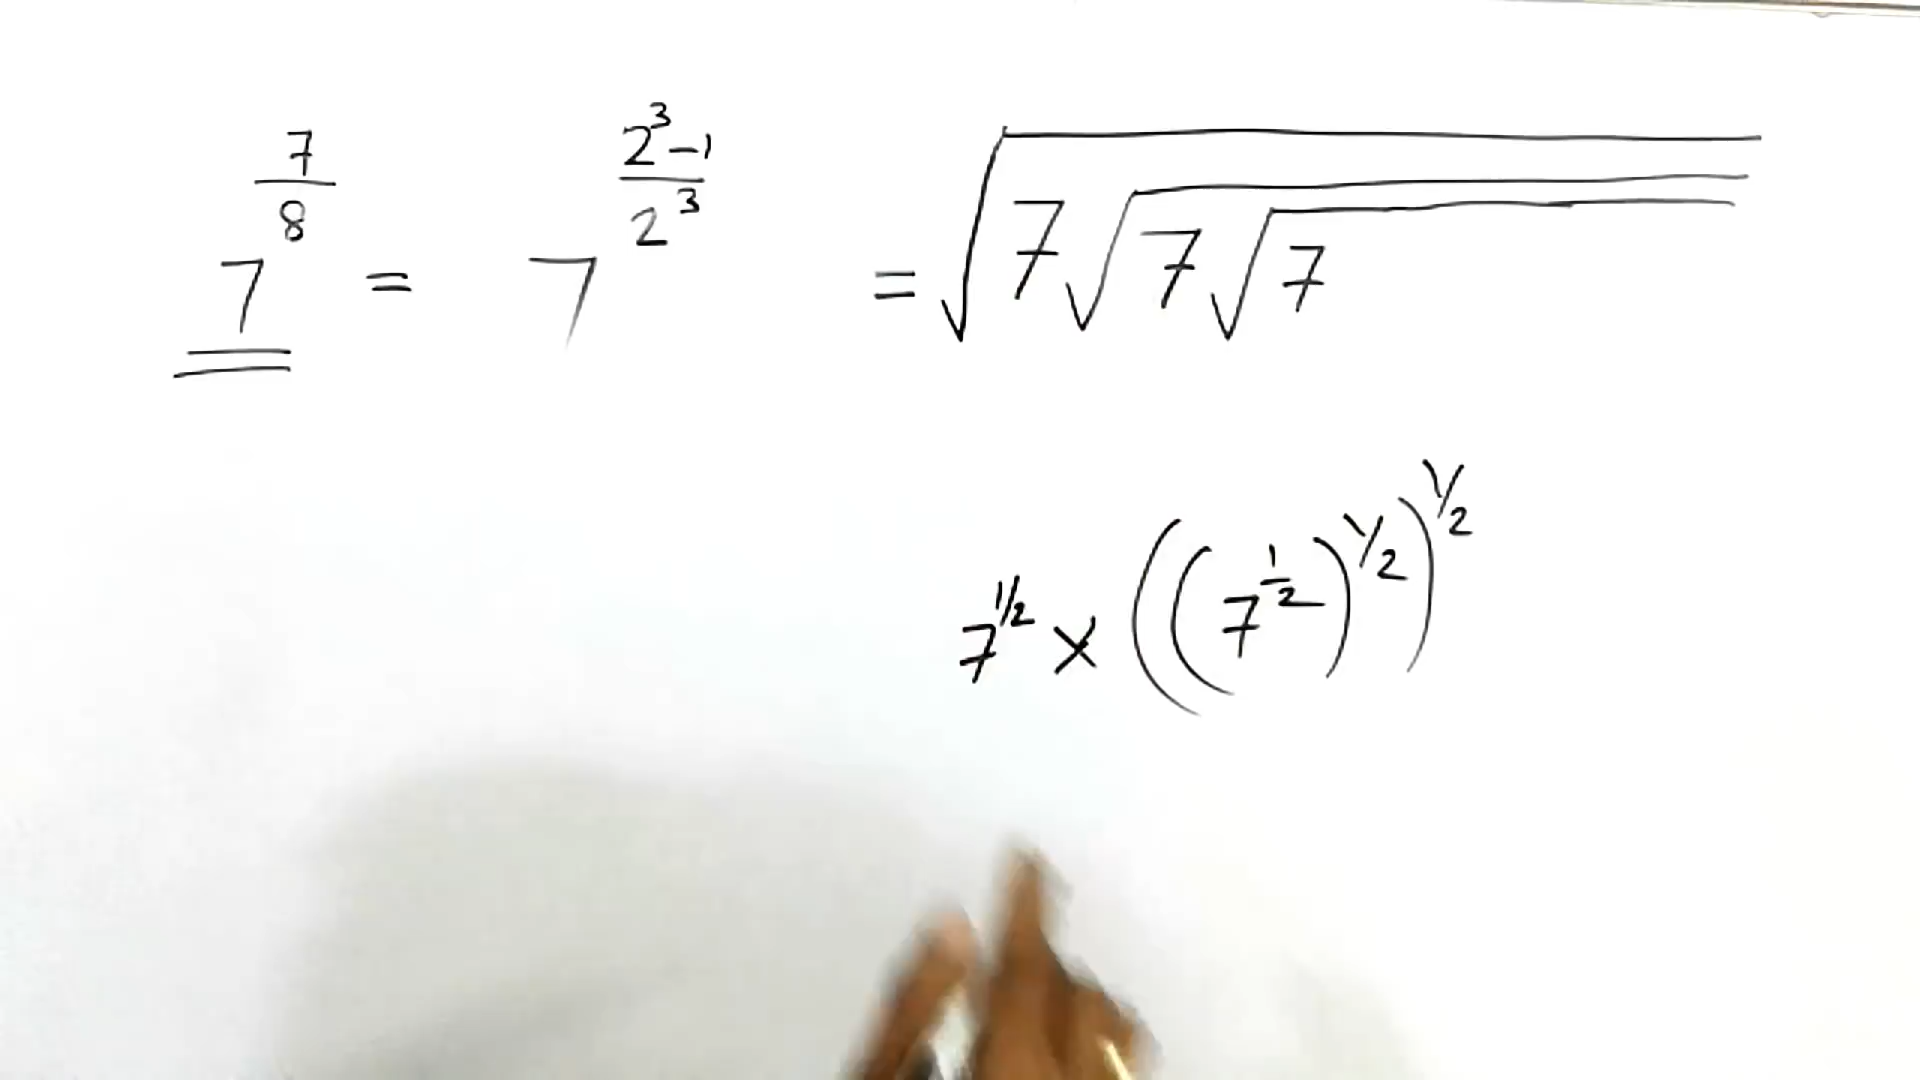 7^{7/8} = 7^{(2^3-1)/2^3} = √(7√(7√7))
7^{1/2} × ((7^{1/2})^{1/2})^{1/2}